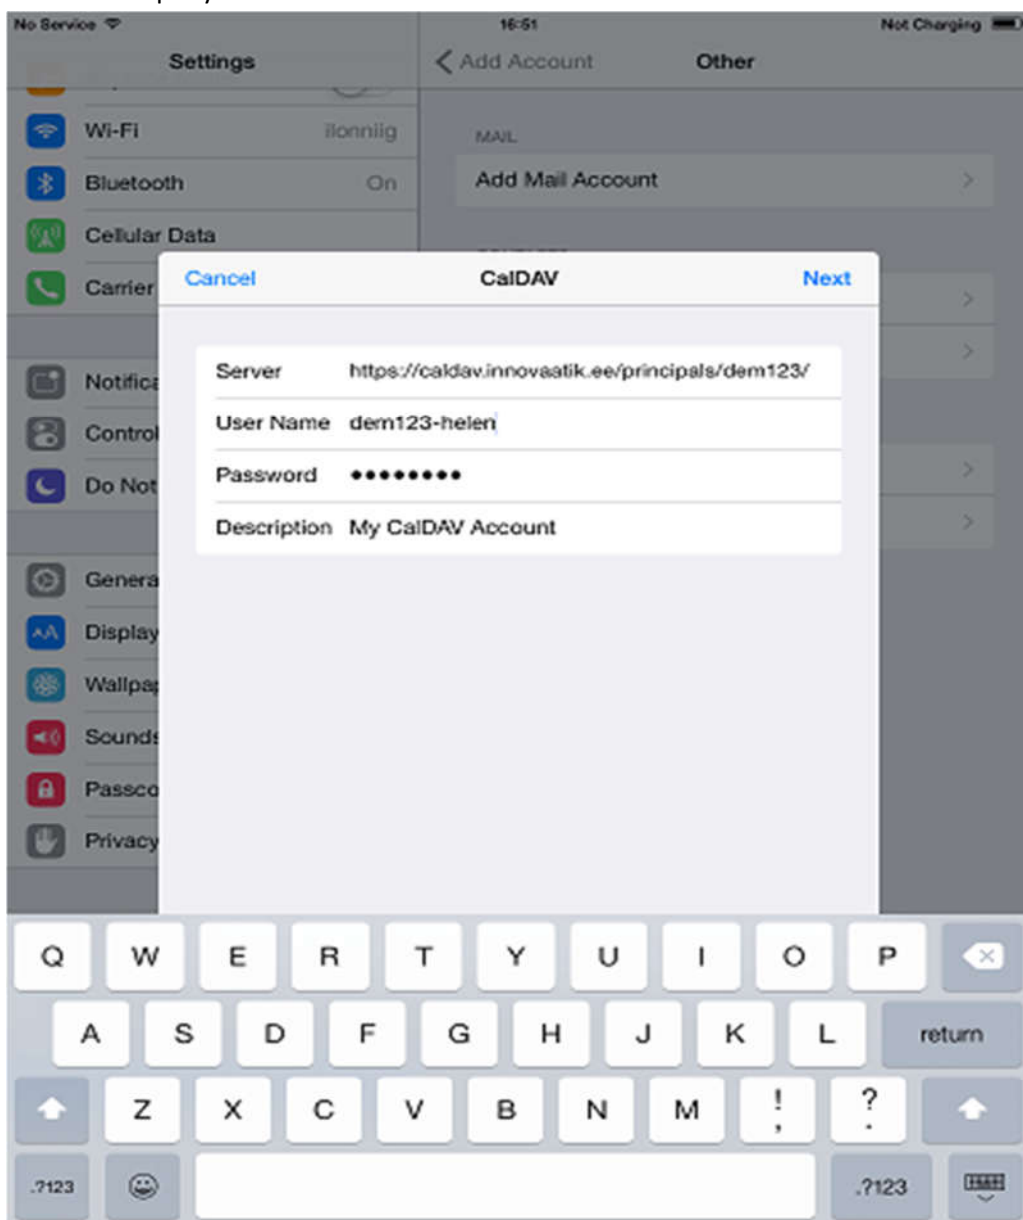 No Service
16:51
Not Charging
Settings
Add Account
Other
Wi-Fi
ilonniig
MAIL
Bluetooth
On
Add Mail Account
Cellular Data
Carrier
Cancel
CalDAV
Next
Server
https://caldav.innovaatik.ee/principals/dem123/
Notifica
User Name
dem123-helen
Control
Password
••••••••
Do Not
Description
My CalDAV Account
Genera
Display
Wallpap
Sounds
Passco
Privacy
Q W E R T Y U I O P
A S D F G H J K L return
Z X C V B N M ! , ? .
.?123
.?123